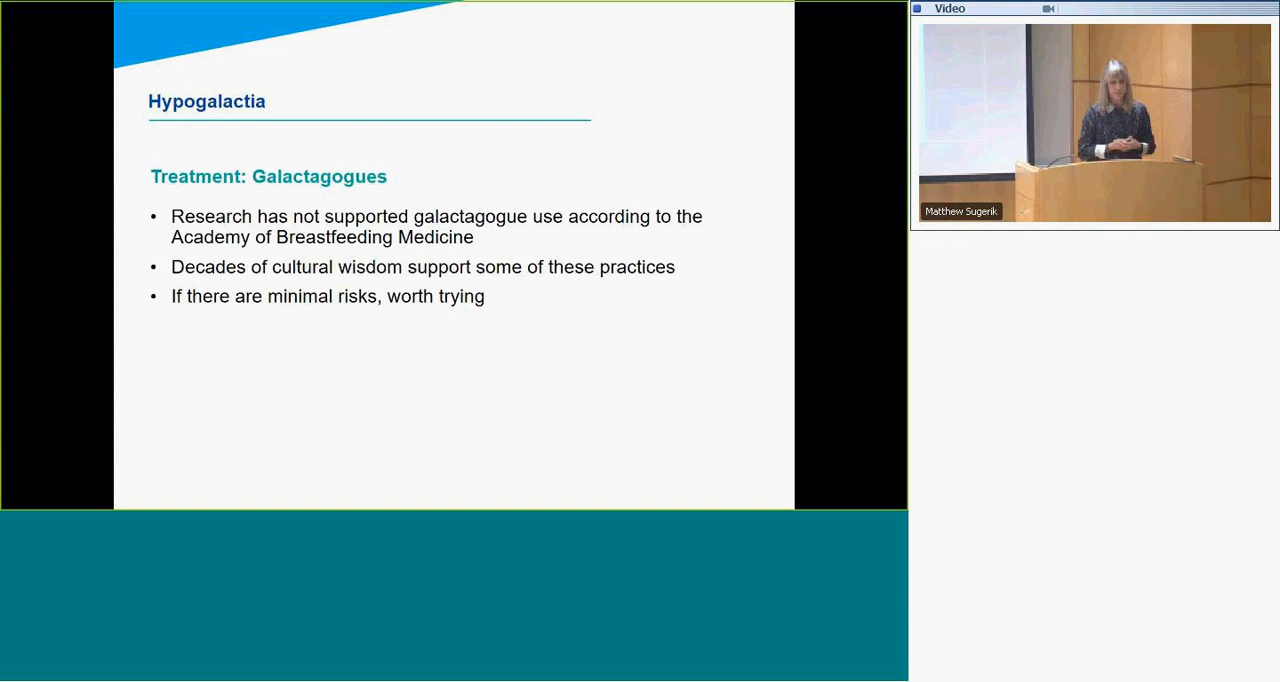 Hypogalactia
Treatment: Galactagogues
• Research has not supported galactagogue use according to the
Academy of Breastfeeding Medicine
• Decades of cultural wisdom support some of these practices
• If there are minimal risks, worth trying
Video
Matthew Sugerik